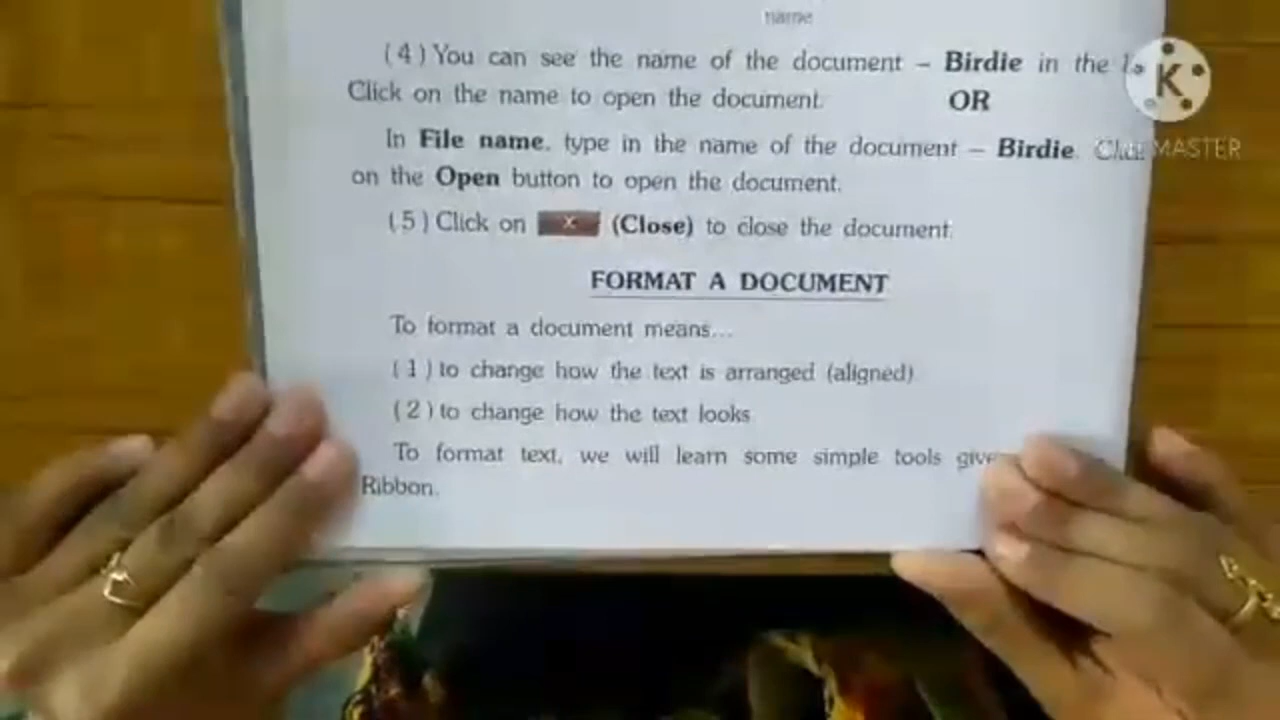 name
(4) You can see the name of the document – Birdie in the
Click on the name to open the document. OR
In File name, type in the name of the document – Birdie.
on the Open button to open the document.
(5) Click on X (Close) to close the document.
FORMAT A DOCUMENT
To format a document means...
(1) to change how the text is arranged (aligned)
(2) to change how the text looks
To format text, we will learn some simple tools
Ribbon.
K
MASTER